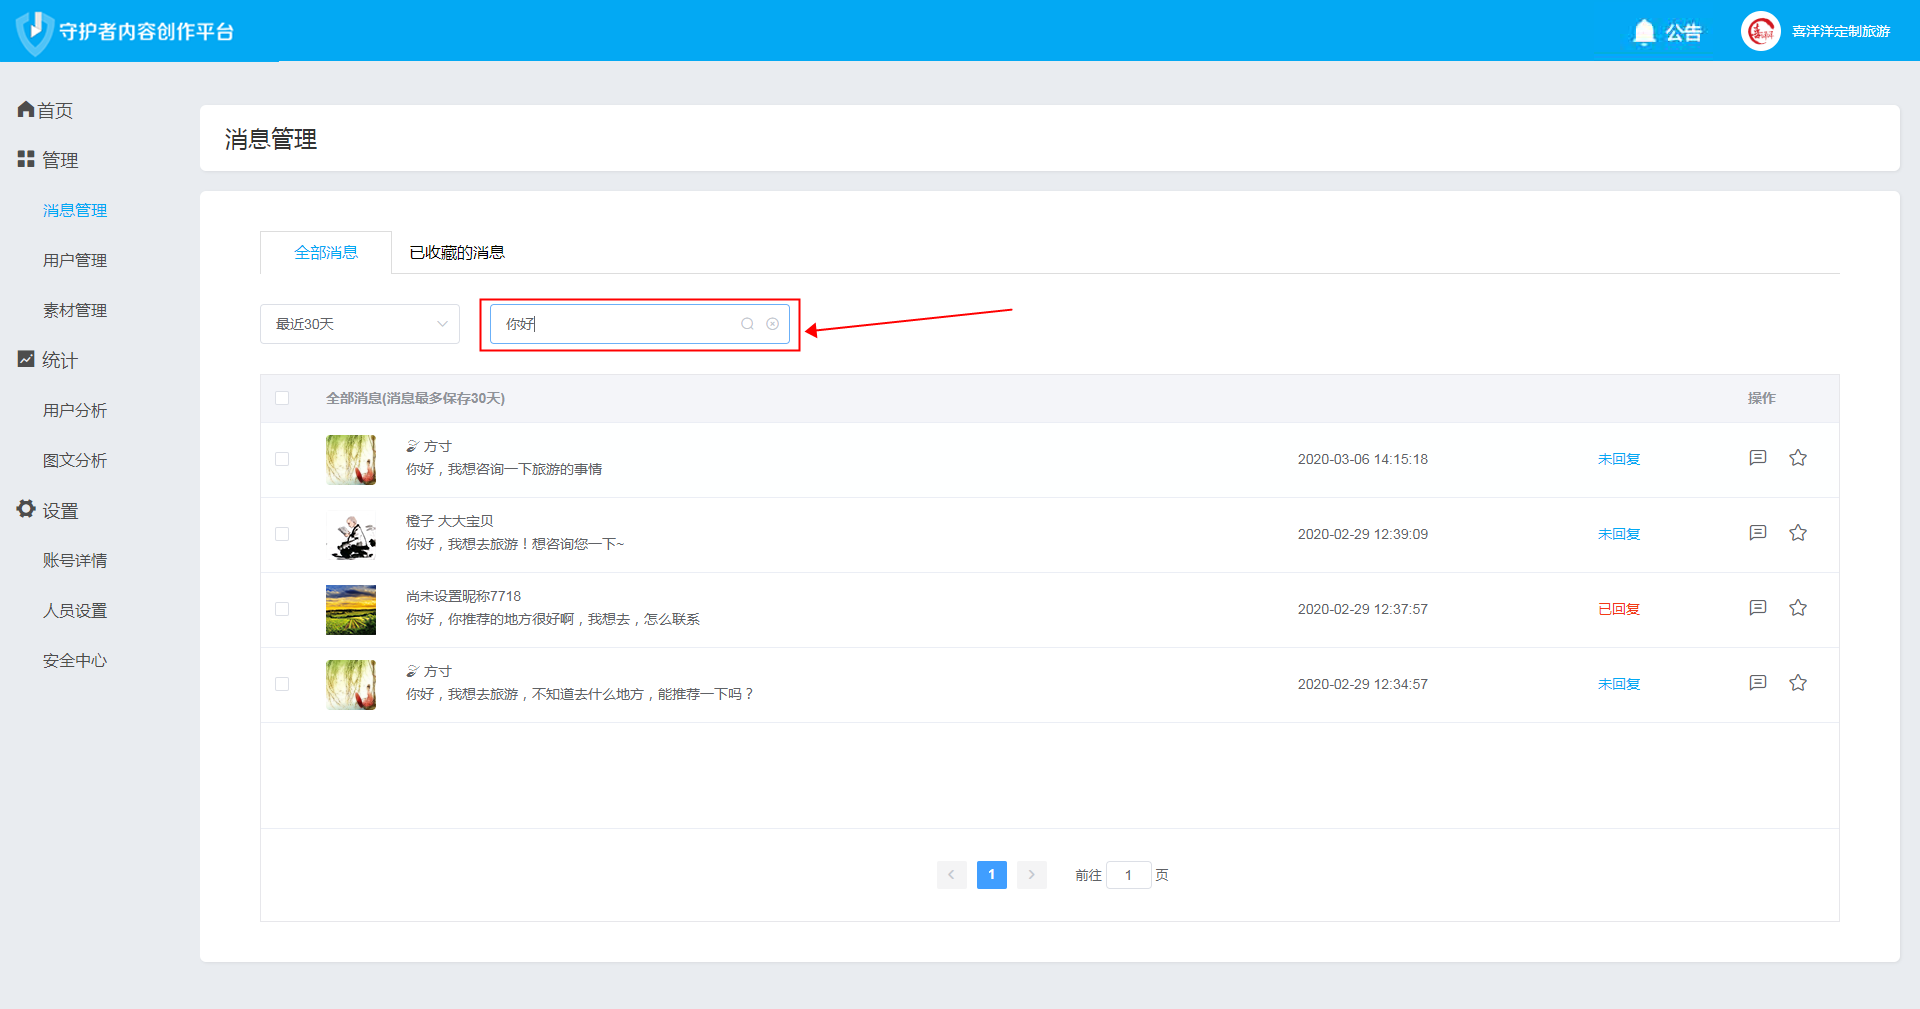 守护者内容创作平台
公告
喜洋洋定制旅游
首页
管理
消息管理
用户管理
素材管理
统计
用户分析
图文分析
设置
账号详情
人员设置
安全中心
消息管理
全部消息 已收藏的消息
最近30天 你好
全部消息(消息最多保存30天) 操作
方寸
你好，我想咨询一下旅游的事情
2020-03-06 14:15:18 未回复
橙子 大大宝贝
你好，我想去旅游！想咨询您一下~
2020-02-29 12:39:09 未回复
尚未设置昵称7718
你好，你推荐的地方很好啊，我想去，怎么联系
2020-02-29 12:37:57 已回复
方寸
你好，我想去旅游，不知道去什么地方，能推荐一下吗？
2020-02-29 12:34:57 未回复
1 前往 1 页